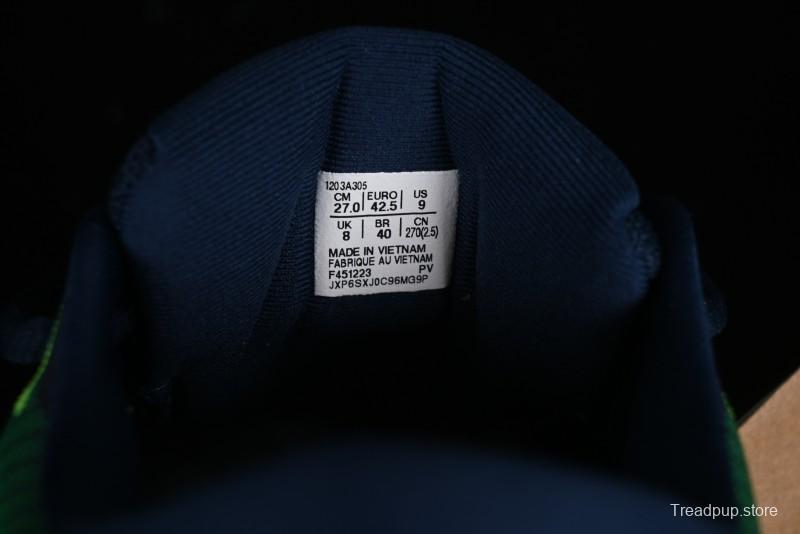 1203A305
CM EURO US
27.0 42.5 9
UK BR CN
8 40 270(2.5)
MADE IN VIETNAM
FABRIQUE AU VIETNAM
F451223 PV
JXP6SXJ0C96MG9P
Treadpup.store